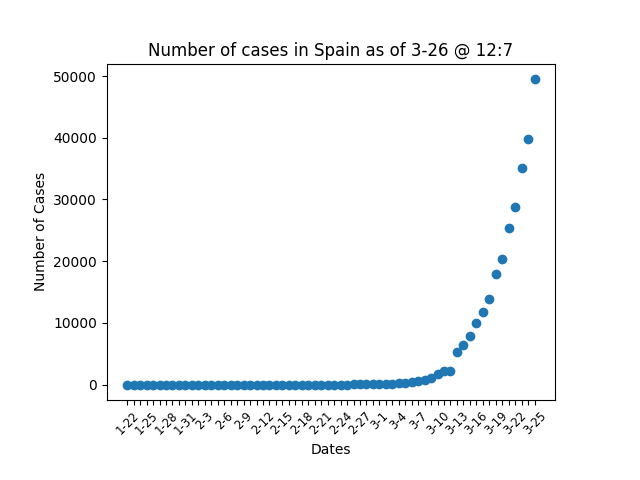 Number of cases in Spain as of 3-26 @ 12:7
Number of Cases
50000
40000
30000
20000
10000
0
1-22 1-25 1-28 1-31 2-3 2-6 2-9 2-12 2-15 2-18 2-21 2-24 2-27 3-1 3-4 3-7 3-10 3-13 3-16 3-19 3-22 3-25
Dates